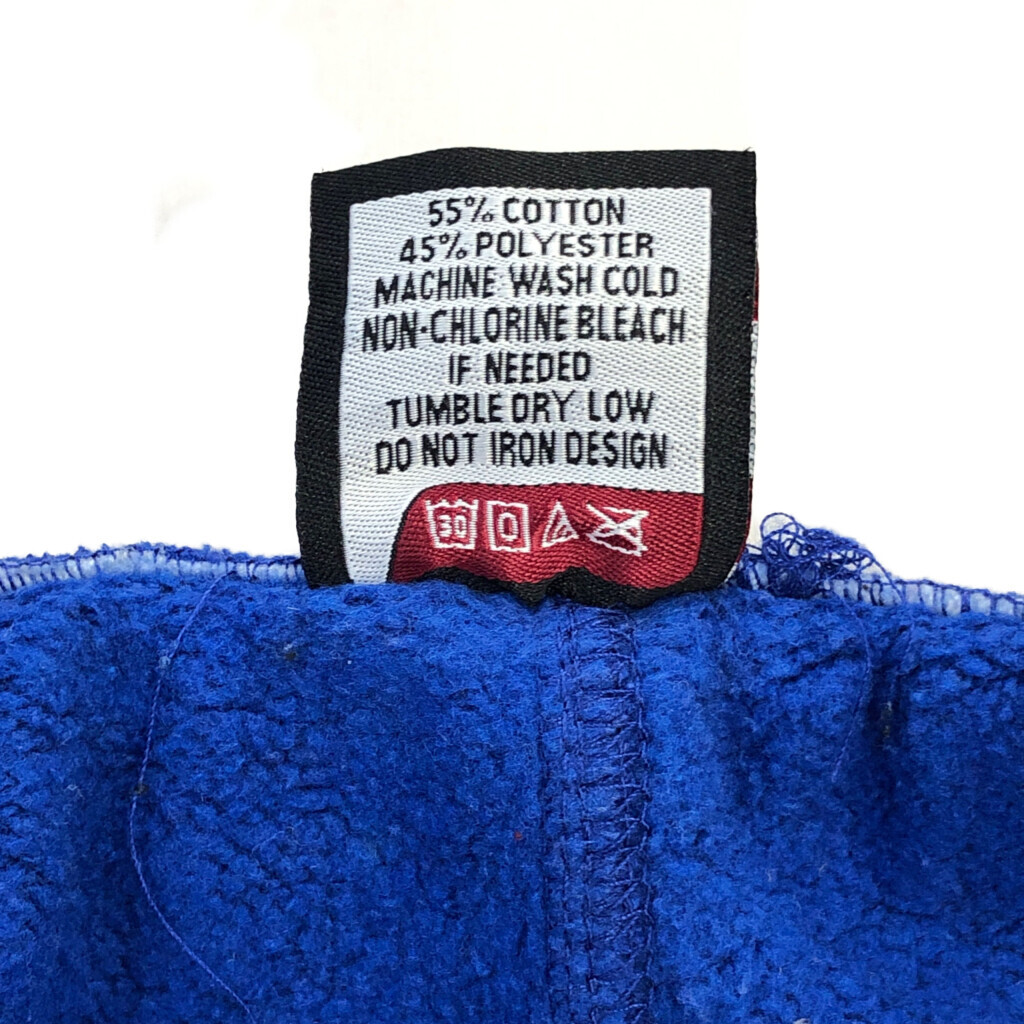 55% COTTON
45% POLYESTER
MACHINE WASH COLD
NON-CHLORINE BLEACH
IF NEEDED
TUMBLE DRY LOW
DO NOT IRON DESIGN
30